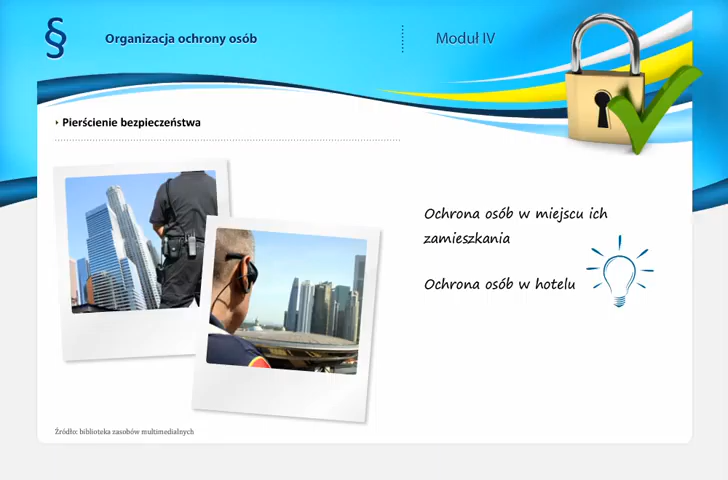 §
Organizacja ochrony osób
Moduł IV
Pierścienie bezpieczeństwa
Ochrona osób w miejscu ich
zamieszkania
Ochrona osób w hotelu
Źródło: biblioteka zasobów multimedialnych